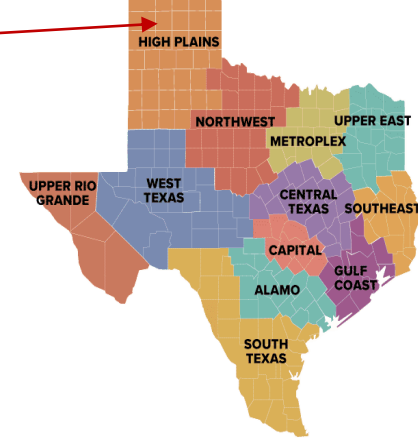 HIGH PLAINS
NORTHWEST
UPPER EAST
METROPLEX
UPPER RIO
GRANDE
WEST
TEXAS
CENTRAL
TEXAS
SOUTHEAST
CAPITAL
GULF
COAST
ALAMO
SOUTH
TEXAS